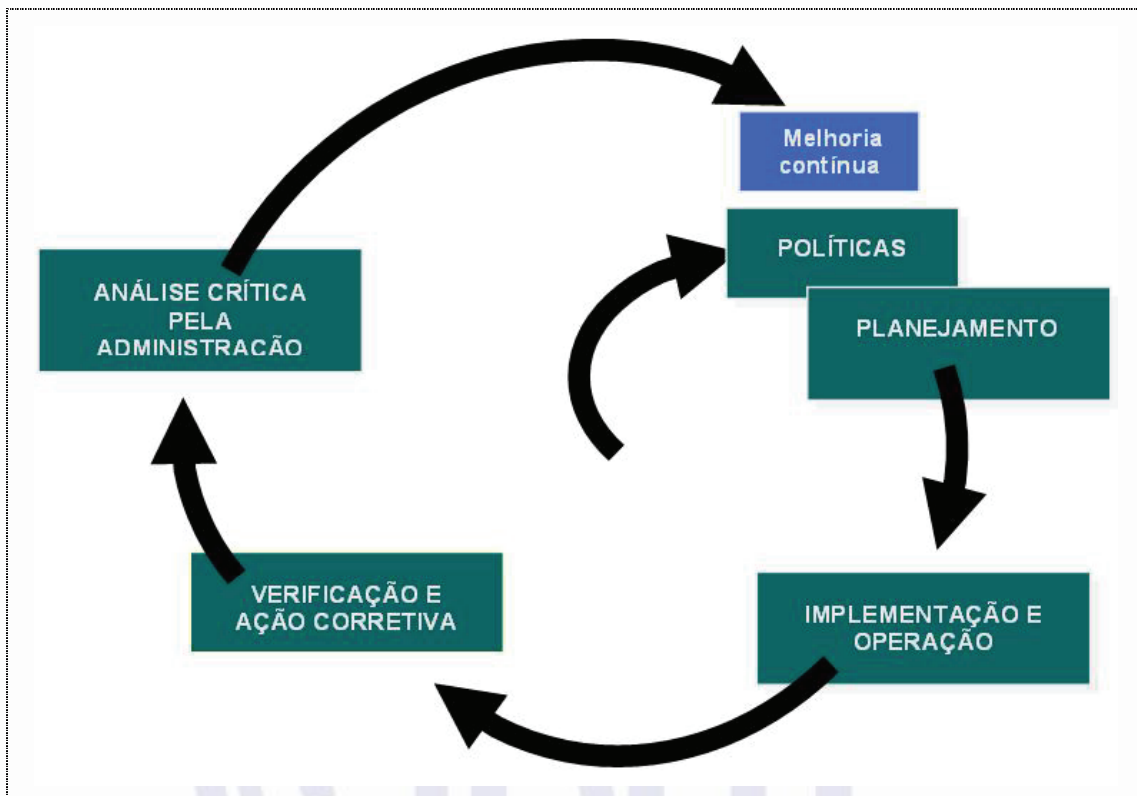 Melhoria
contínua
POLÍTICAS
PLANEJAMENTO
IMPLEMENTAÇÃO E
OPERAÇÃO
VERIFICAÇÃO E
AÇÃO CORRETIVA
ANÁLISE CRÍTICA
PELA
ADMINISTRAÇÃO